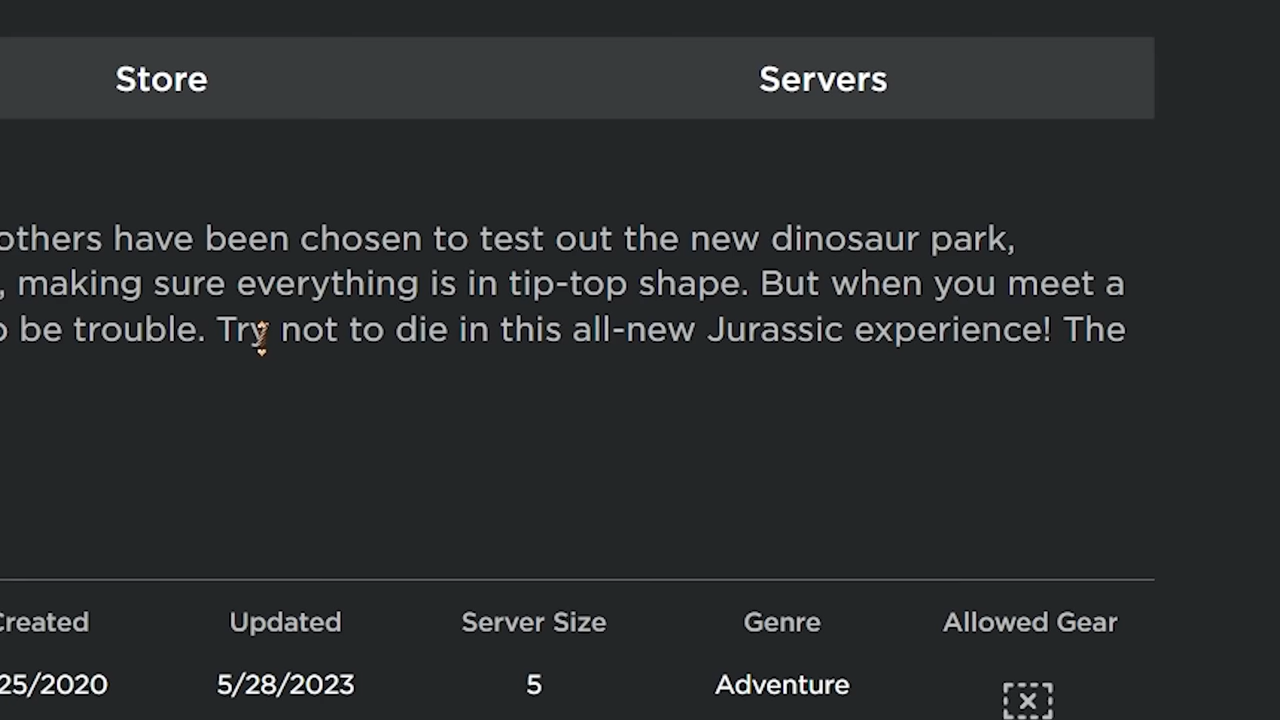 Store Servers
others have been chosen to test out the new dinosaur park,
, making sure everything is in tip-top shape. But when you meet a
o be trouble. Try not to die in this all-new Jurassic experience! The
Created Updated Server Size Genre Allowed Gear
25/2020 5/28/2023 5 Adventure